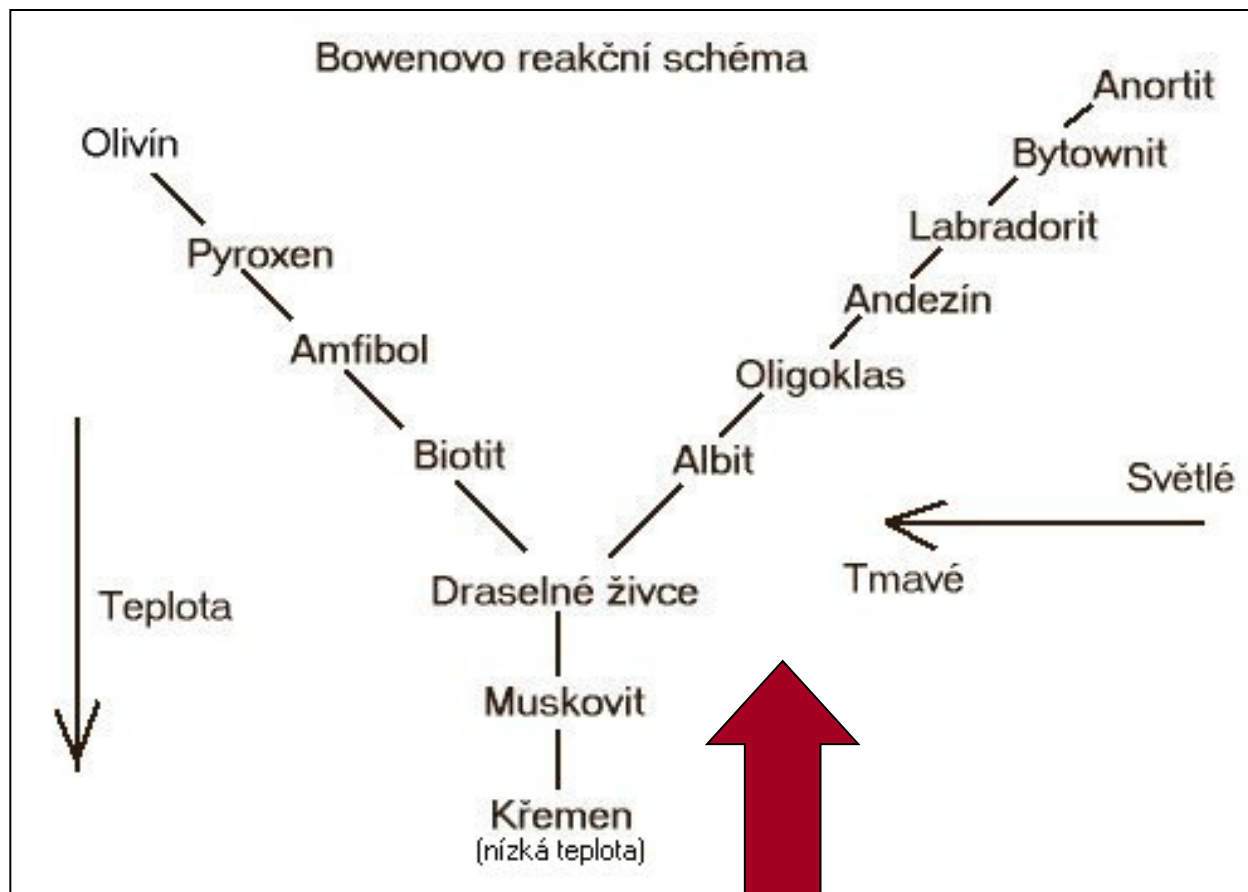 Bowenovo reakční schéma
Anortit
Olivín
Bytownit
Labradorit
Pyroxen
Andezín
Amfibol
Oligoklas
Biotit
Albit
Světlé
Tmavé
Draselné živce
Teplota
Muskovit
Křemen
(nízká teplota)